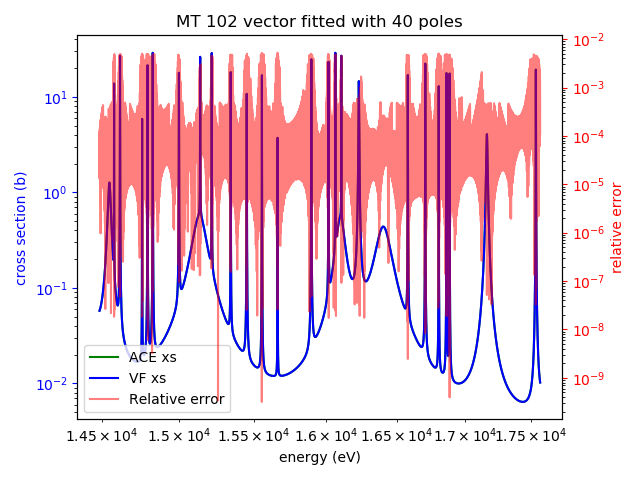 MT 102 vector fitted with 40 poles
cross section (b)
10¹
10⁰
10⁻¹
10⁻²
10⁻²
10⁻³
10⁻⁴
10⁻⁵
10⁻⁶
10⁻⁷
10⁻⁸
10⁻⁹
relative error
ACE xs
VF xs
Relative error
1.45×10⁴ 1.5×10⁴ 1.55×10⁴ 1.6×10⁴ 1.65×10⁴ 1.7×10⁴ 1.75×10⁴
energy (eV)